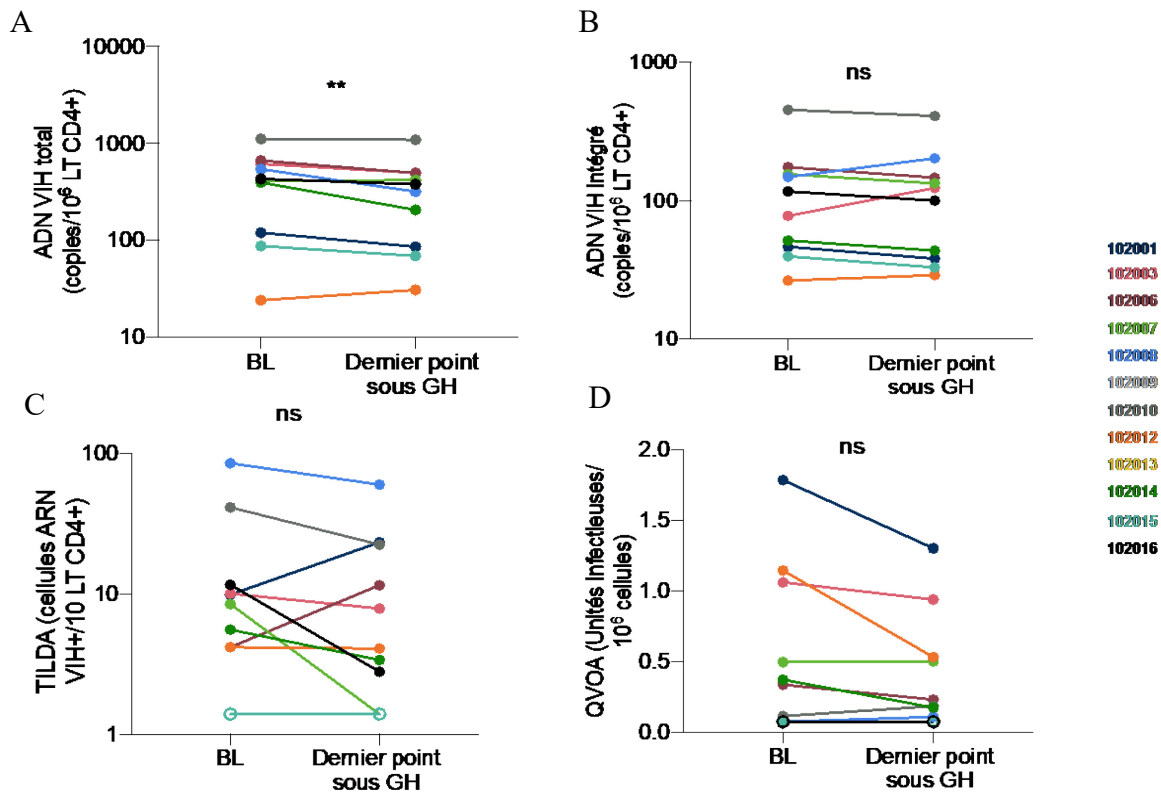 A
ADN VIH total
(copies/10⁶ LT CD4+)
10000
1000
100
10
**
BL
Dernier point
sous GH
B
ADN VIH Intégré
(copies/10⁶ LT CD4+)
1000
100
10
ns
BL
Dernier point
sous GH
102001
102003
102006
102007
102008
102009
102010
102012
102013
102014
102015
102016
C
TILDA (cellules ARN
VIH+/10 LT CD4+)
100
10
1
ns
BL
Dernier point
sous GH
D
QVOA (Unités Infectieuses/
10⁶ cellules)
2.0
1.5
1.0
0.5
0.0
ns
BL
Dernier point
sous GH